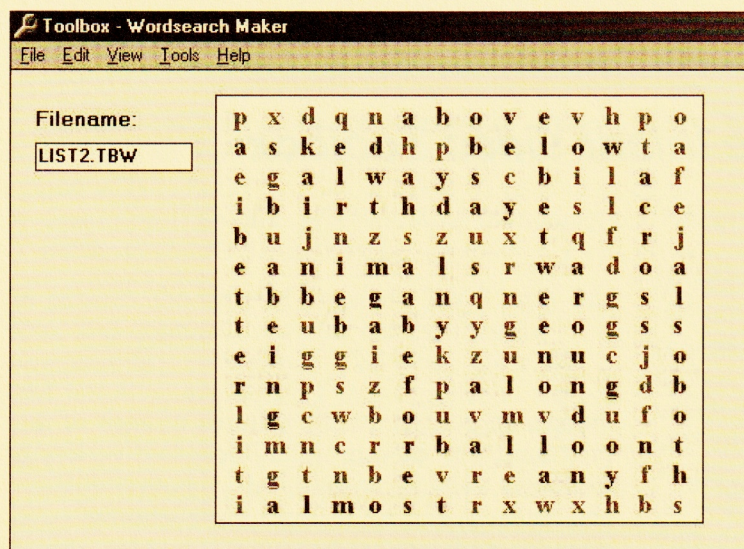 Toolbox - Wordsearch Maker
File Edit View Tools Help
Filename:
LIST2.TBW
p x d q n a b o v e v h p o
a s k e d h p b e l o w t a
e g a l w a y s c b i l a f
i b i r t h d a y e s l c e
b u j n z s z u x t q f r j
e a n i m a l s r w a d o a
t b b e g a n q n e r g s l
t e u b a b y y g e o g s s
e i g g i e k z u n u c j o
r n p s z f p a l o n g d b
l g c w b o u v m v d u f o
i m n c r r b a l l o o n t
t g t n b e v r e a n y f h
i a l m o s t r x w x h b s